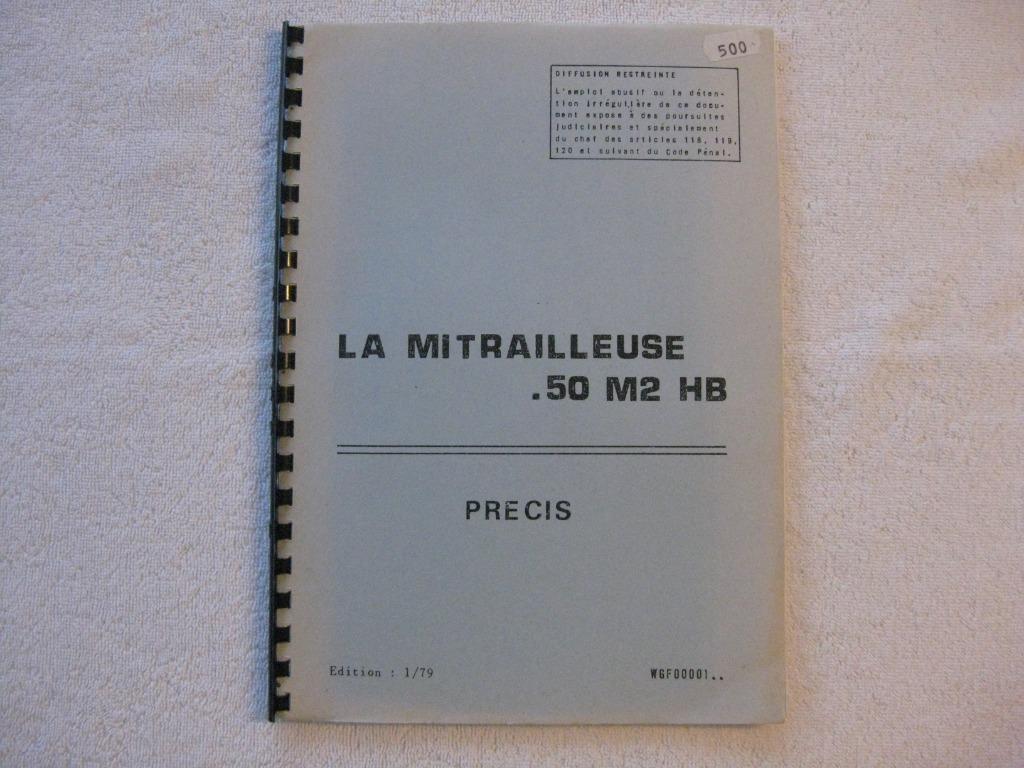 500
DIFFUSION RESTREINTE
L'emploi abusif ou la déten-
tion irrégulière de ce docu-
ment expose à des poursuites
judiciaires et spécialement
du chef des articles 118, 119,
120 et suivant du Code Pénal.
LA MITRAILLEUSE
.50 M2 HB
PRECIS
Edition : 1/79
WGF00001..